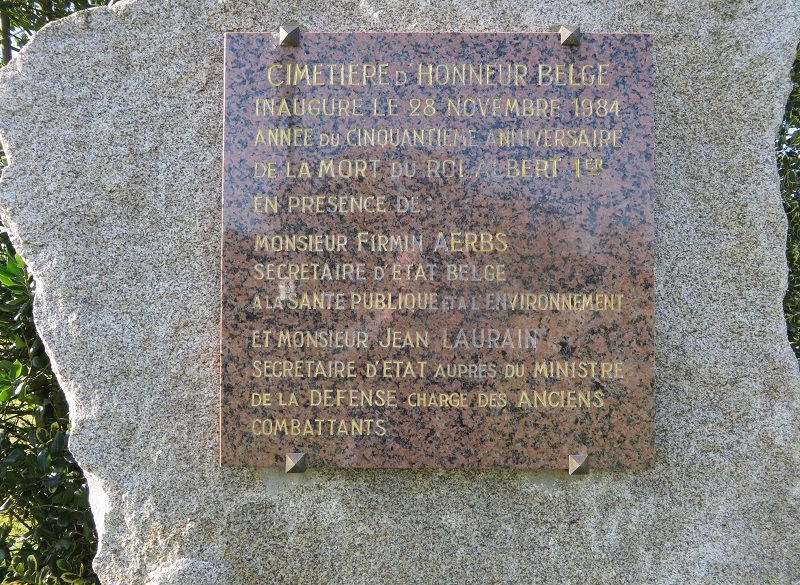 CIMETIERE D'HONNEUR BELGE
INAUGURE LE 28 NOVEMBRE 1984
ANNEE DU CINQUANTIEME ANNIVERSAIRE
DE LA MORT DU ROI ALBERT 1ER
EN PRESENCE DE :
MONSIEUR FIRMIN AERBS
SECRETAIRE D'ETAT BELGE
A LA SANTE PUBLIQUE ET A L'ENVIRONNEMENT
ET MONSIEUR JEAN LAURAIN
SECRETAIRE D'ETAT AUPRES DU MINISTRE
DE LA DEFENSE CHARGE DES ANCIENS
COMBATTANTS